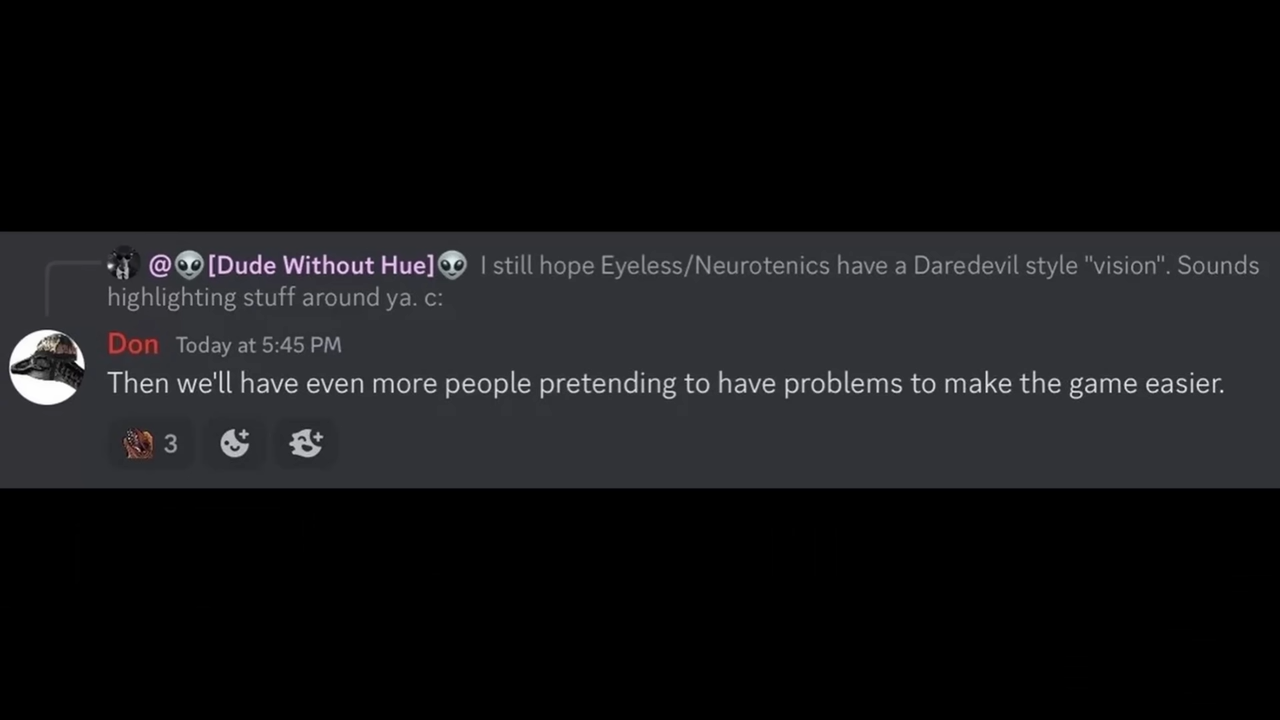 @👽[Dude Without Hue]👽 I still hope Eyeless/Neurotenics have a Daredevil style "vision". Sounds
highlighting stuff around ya. c:
Don Today at 5:45 PM
Then we'll have even more people pretending to have problems to make the game easier.
3